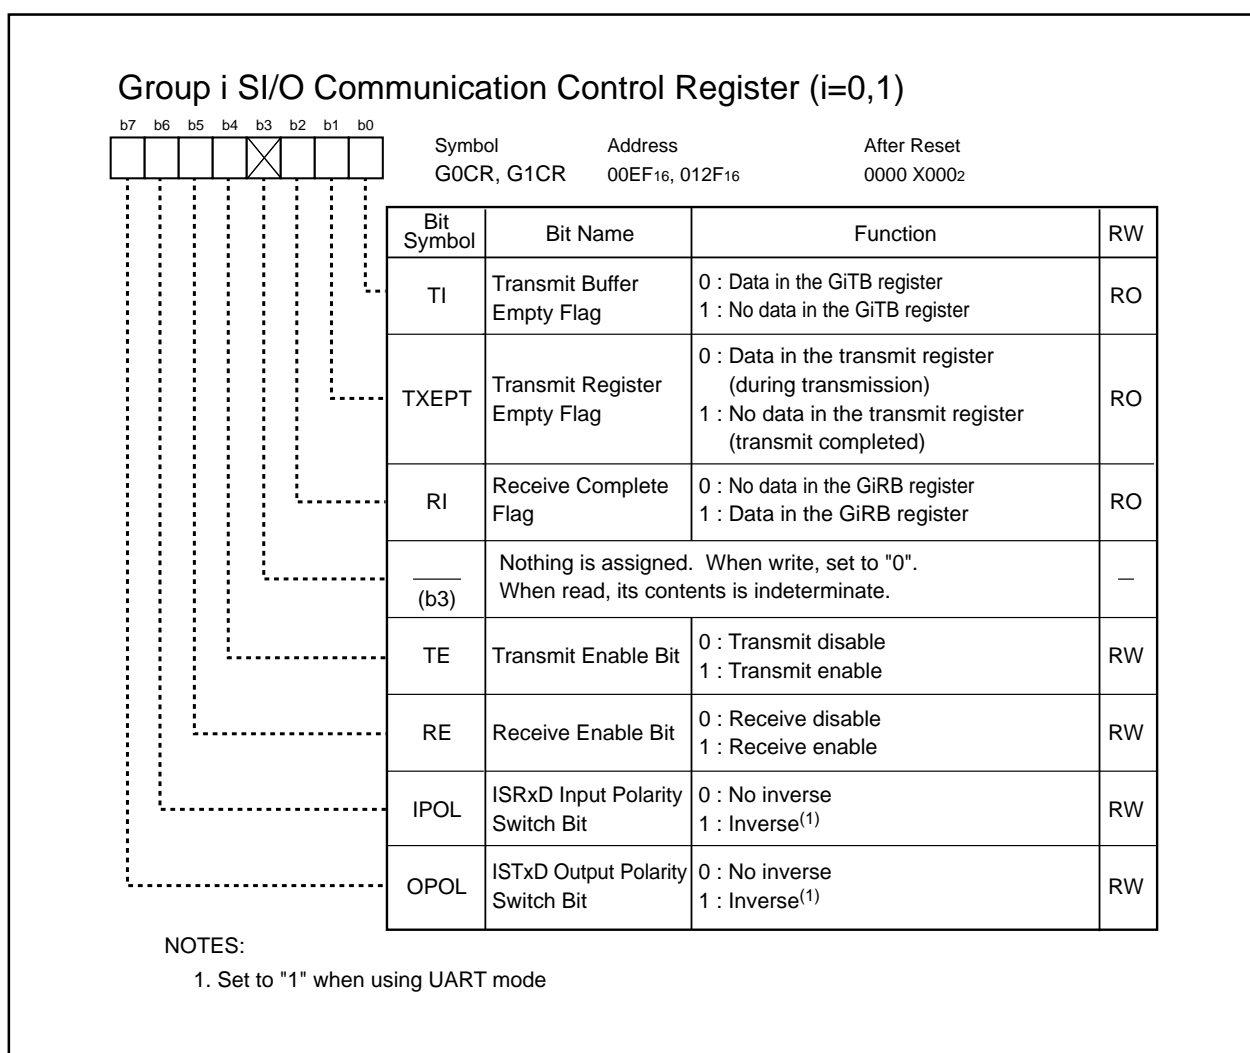 Group i SI/O Communication Control Register (i=0,1)
b7 b6 b5 b4 b3 b2 b1 b0
Symbol Address After Reset
G0CR, G1CR 00EF16, 012F16 0000 X0002
Bit Symbol Bit Name Function RW
TI Transmit Buffer Empty Flag RO
0 : Data in the GiTB register
1 : No data in the GiTB register
TXEPT Transmit Register Empty Flag RO
0 : Data in the transmit register
(during transmission)
1 : No data in the transmit register
(transmit completed)
RI Receive Complete Flag RO
0 : No data in the GiRB register
1 : Data in the GiRB register
(b3) —
Nothing is assigned. When write, set to "0".
When read, its contents is indeterminate.
TE Transmit Enable Bit RW
0 : Transmit disable
1 : Transmit enable
RE Receive Enable Bit RW
0 : Receive disable
1 : Receive enable
IPOL ISRxD Input Polarity Switch Bit RW
0 : No inverse
1 : Inverse(1)
OPOL ISTxD Output Polarity Switch Bit RW
0 : No inverse
1 : Inverse(1)
NOTES:
1. Set to "1" when using UART mode